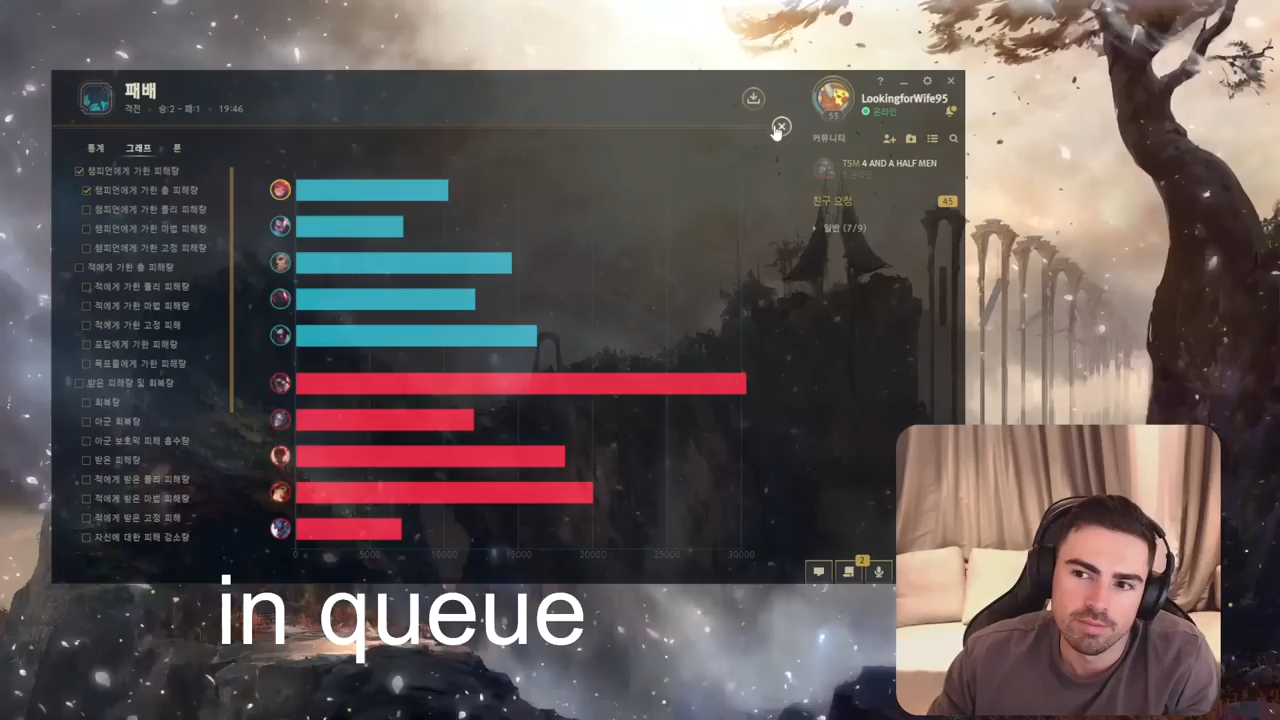 패배
격전 · 승:2 - 패:1 · 19:46
LookingforWife95
55
온라인
통계 그래프 룬
커뮤니티
TSM 4 AND A HALF MEN
친구 요청 45
일반 (7/9)
챔피언에게 가한 피해량
챔피언에게 가한 총 피해량
챔피언에게 가한 물리 피해량
챔피언에게 가한 마법 피해량
챔피언에게 가한 고정 피해량
적에게 가한 총 피해량
적에게 가한 물리 피해량
적에게 가한 마법 피해량
적에게 가한 고정 피해
포탑에게 가한 피해량
목표물에게 가한 피해량
받은 피해량 및 회복량
회복량
아군 회복량
아군 보호막 피해 흡수량
받은 피해량
적에게 받은 물리 피해량
적에게 받은 마법 피해량
적에게 받은 고정 피해
자신에 대한 피해 감소량
0 5000 10000 15000 20000 25000 30000
2
in queue